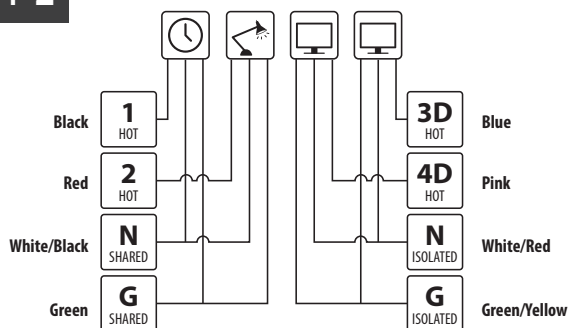 Black
1
HOT
Red
2
HOT
White/Black
N
SHARED
Green
G
SHARED
3D
HOT
Blue
4D
HOT
Pink
N
ISOLATED
White/Red
G
ISOLATED
Green/Yellow